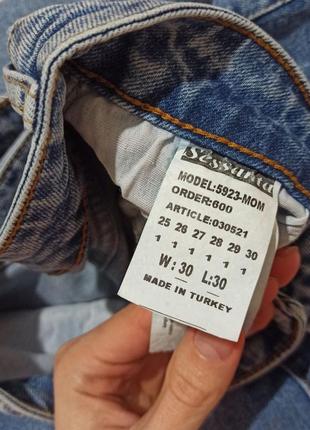 MODEL:5923-MOM
ORDER:600
ARTICLE:030521
25 26 27 28 29 30
1 1 1 1 1 1
W:30 L:30
MADE IN TURKEY